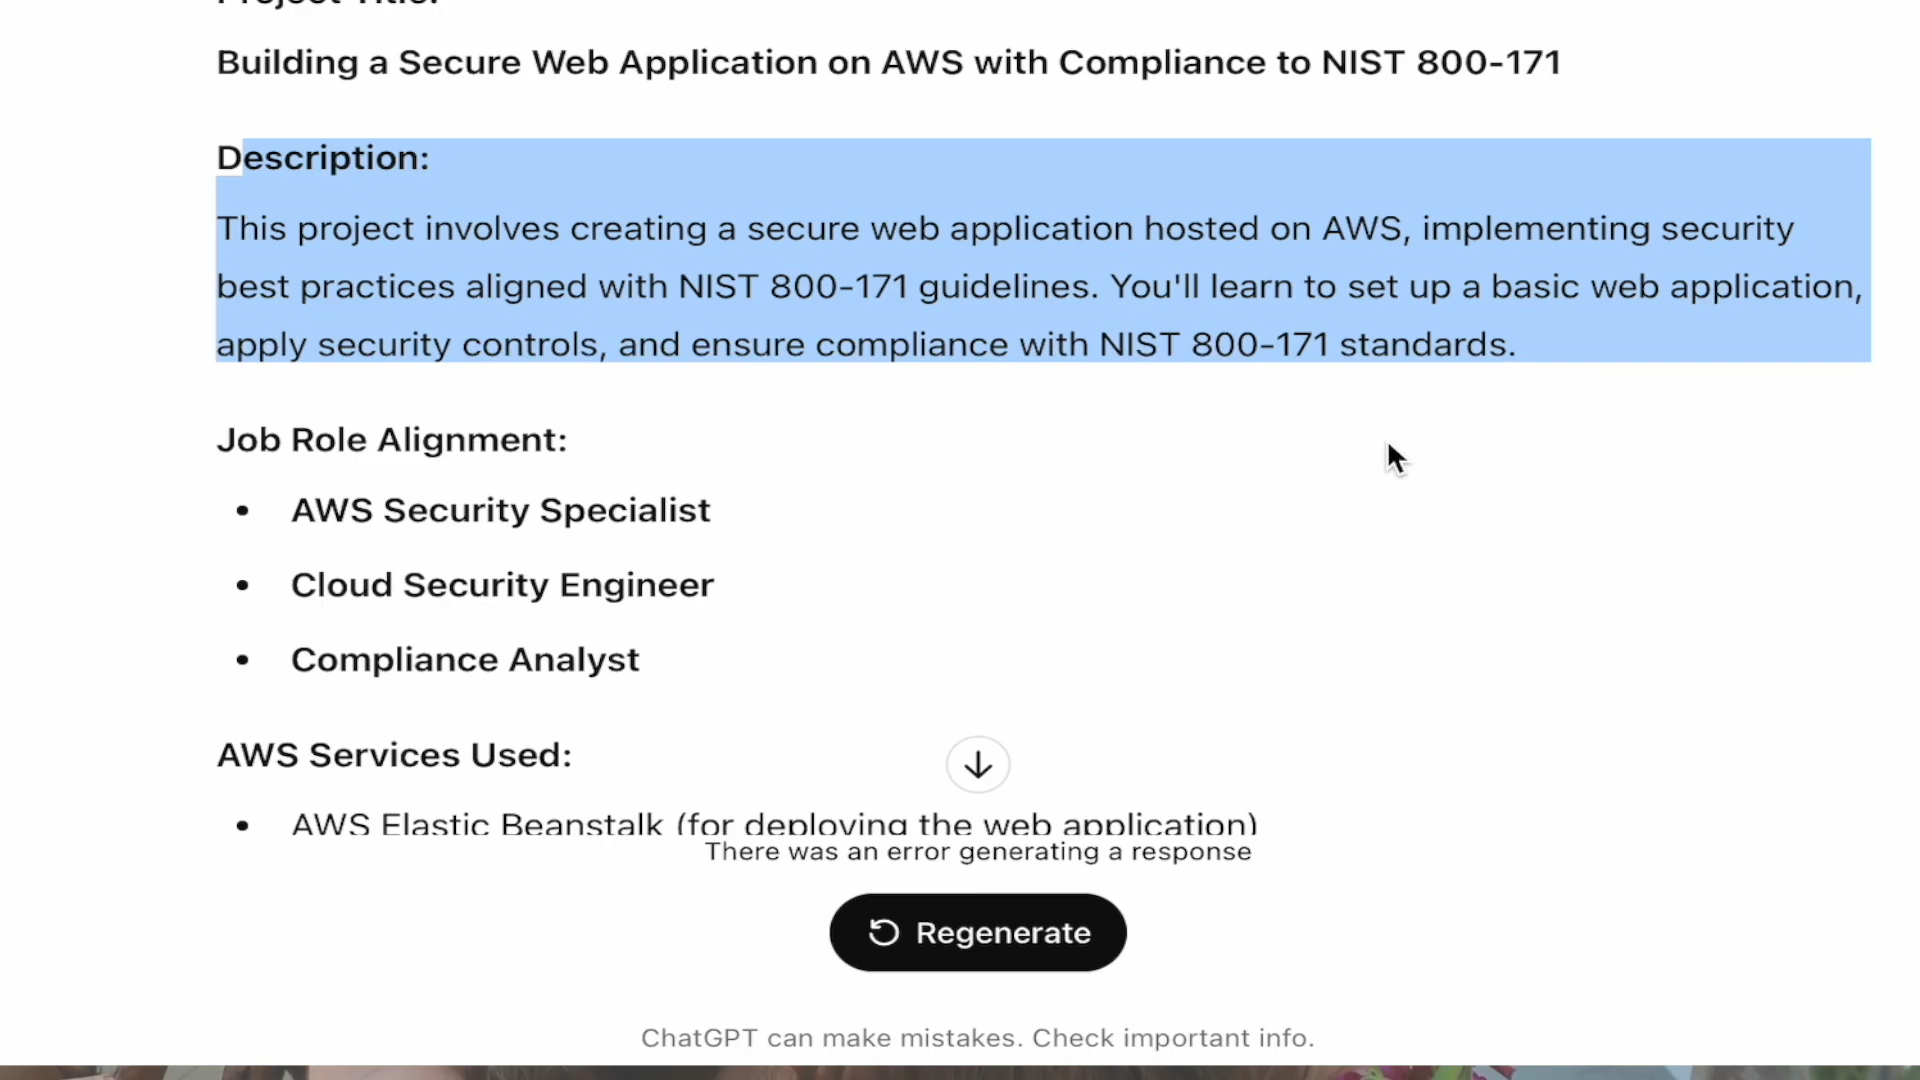 Project Title:
Building a Secure Web Application on AWS with Compliance to NIST 800-171
Description:
This project involves creating a secure web application hosted on AWS, implementing security
best practices aligned with NIST 800-171 guidelines. You'll learn to set up a basic web application,
apply security controls, and ensure compliance with NIST 800-171 standards.
Job Role Alignment:
• AWS Security Specialist
• Cloud Security Engineer
• Compliance Analyst
AWS Services Used:
• AWS Elastic Beanstalk (for deploying the web application)
There was an error generating a response
Regenerate
ChatGPT can make mistakes. Check important info.